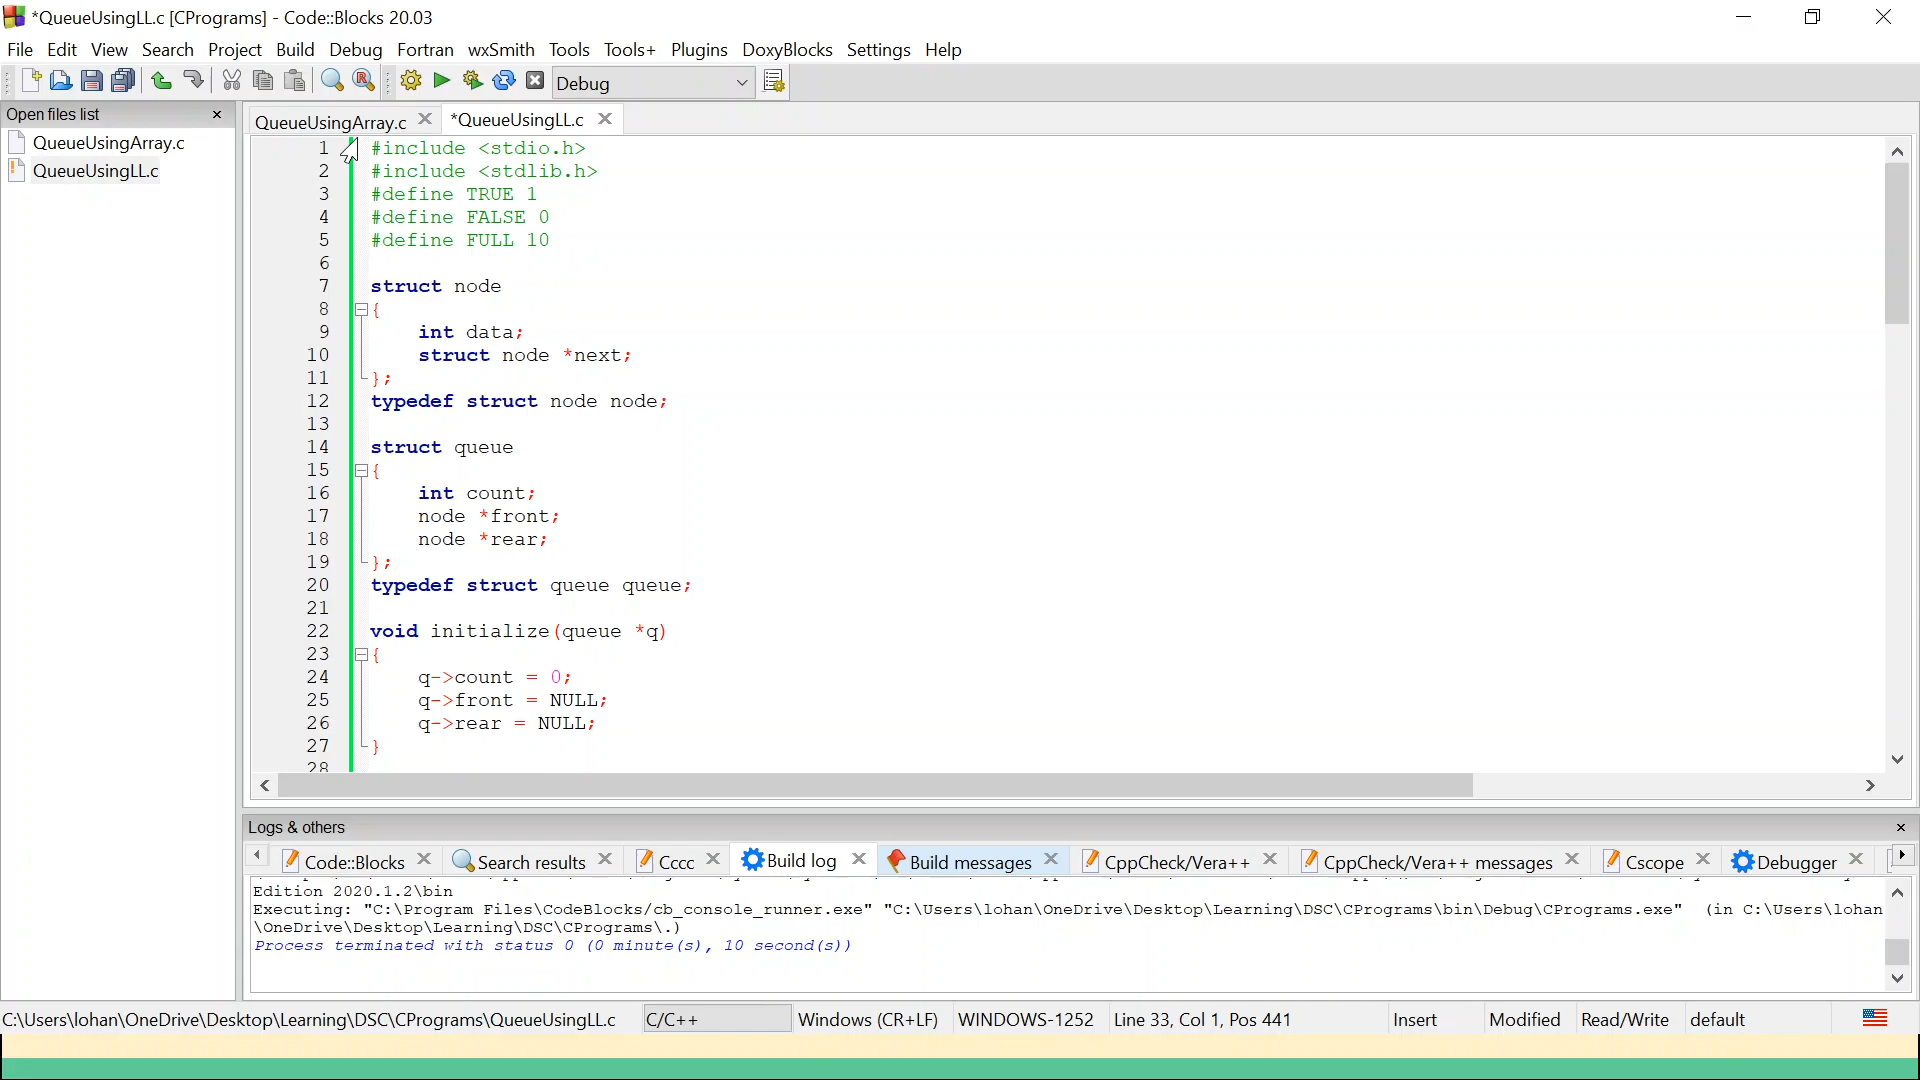 *QueueUsingLL.c [CPrograms] - Code::Blocks 20.03
File Edit View Search Project Build Debug Fortran wxSmith Tools Tools+ Plugins DoxyBlocks Settings Help
Debug
Open files list
QueueUsingArray.c
QueueUsingLL.c
QueueUsingArray.c *QueueUsingLL.c
1 #include <stdio.h>
2 #include <stdlib.h>
3 #define TRUE 1
4 #define FALSE 0
5 #define FULL 10
6
7 struct node
8 {
9 int data;
10 struct node *next;
11 };
12 typedef struct node node;
13
14 struct queue
15 {
16 int count;
17 node *front;
18 node *rear;
19 };
20 typedef struct queue queue;
21
22 void initialize(queue *q)
23 {
24 q->count = 0;
25 q->front = NULL;
26 q->rear = NULL;
27 }
28
Logs & others
Code::Blocks Search results Cccc Build log Build messages CppCheck/Vera++ CppCheck/Vera++ messages Cscope Debugger
Edition 2020.1.2\bin
Executing: "C:\Program Files\CodeBlocks/cb_console_runner.exe" "C:\Users\lohan\OneDrive\Desktop\Learning\DSC\CPrograms\bin\Debug\CPrograms.exe" (in C:\Users\lohan
\OneDrive\Desktop\Learning\DSC\CPrograms\.)
Process terminated with status 0 (0 minute(s), 10 second(s))
C:\Users\lohan\OneDrive\Desktop\Learning\DSC\CPrograms\QueueUsingLL.c C/C++ Windows (CR+LF) WINDOWS-1252 Line 33, Col 1, Pos 441 Insert Modified Read/Write default